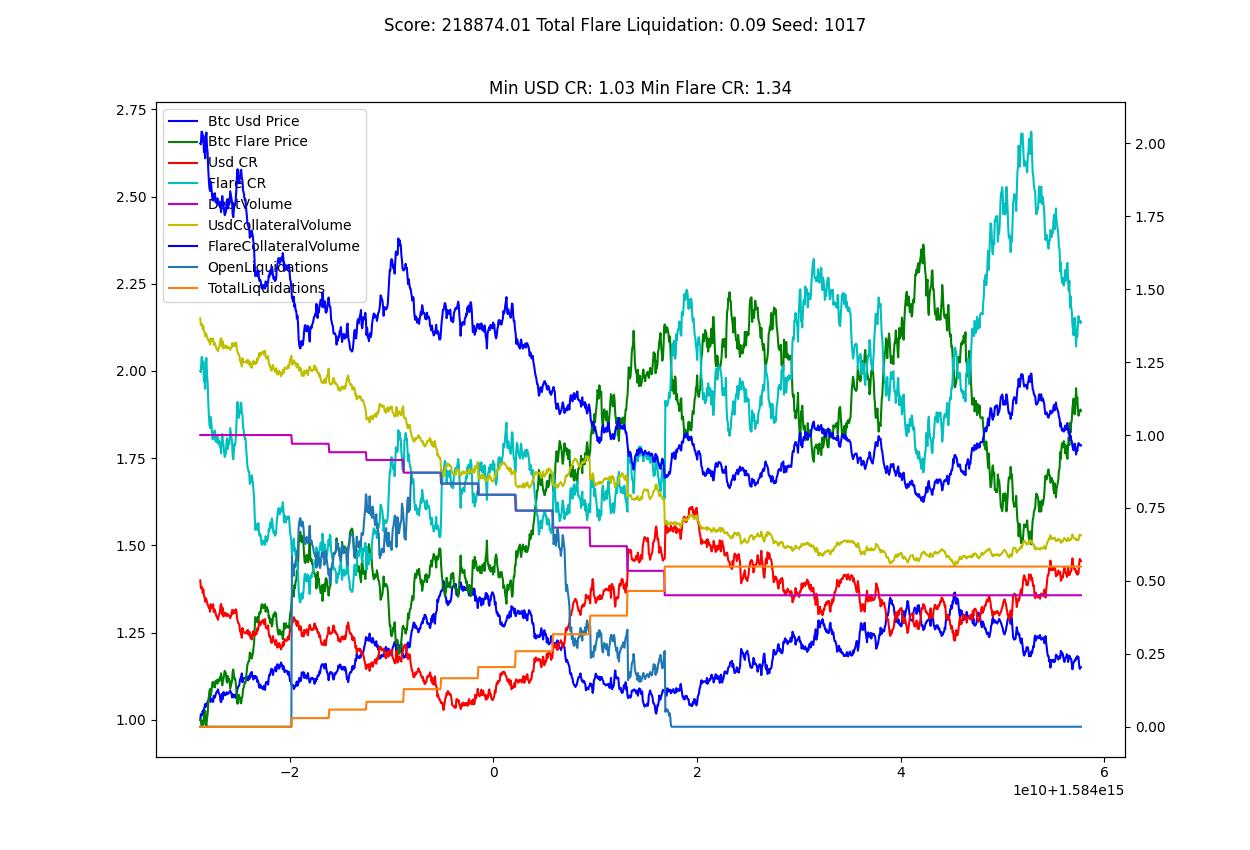 Score: 218874.01 Total Flare Liquidation: 0.09 Seed: 1017
Min USD CR: 1.03 Min Flare CR: 1.34
Btc Usd Price
Btc Flare Price
Usd CR
Flare CR
DebtVolume
UsdCollateralVolume
FlareCollateralVolume
OpenLiquidations
TotalLiquidations
2.75
2.50
2.25
2.00
1.75
1.50
1.25
1.00
2.00
1.75
1.50
1.25
1.00
0.75
0.50
0.25
0.00
−2
0
2
4
6
1e10+1.584e15